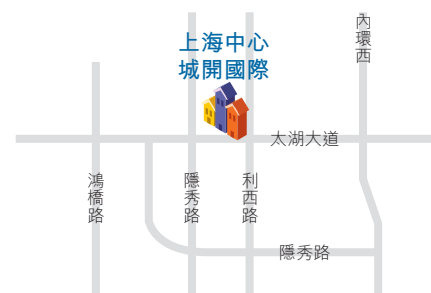 上海中心
城開國際
內環西
太湖大道
鴻橋路
隱秀路
利西路
隱秀路